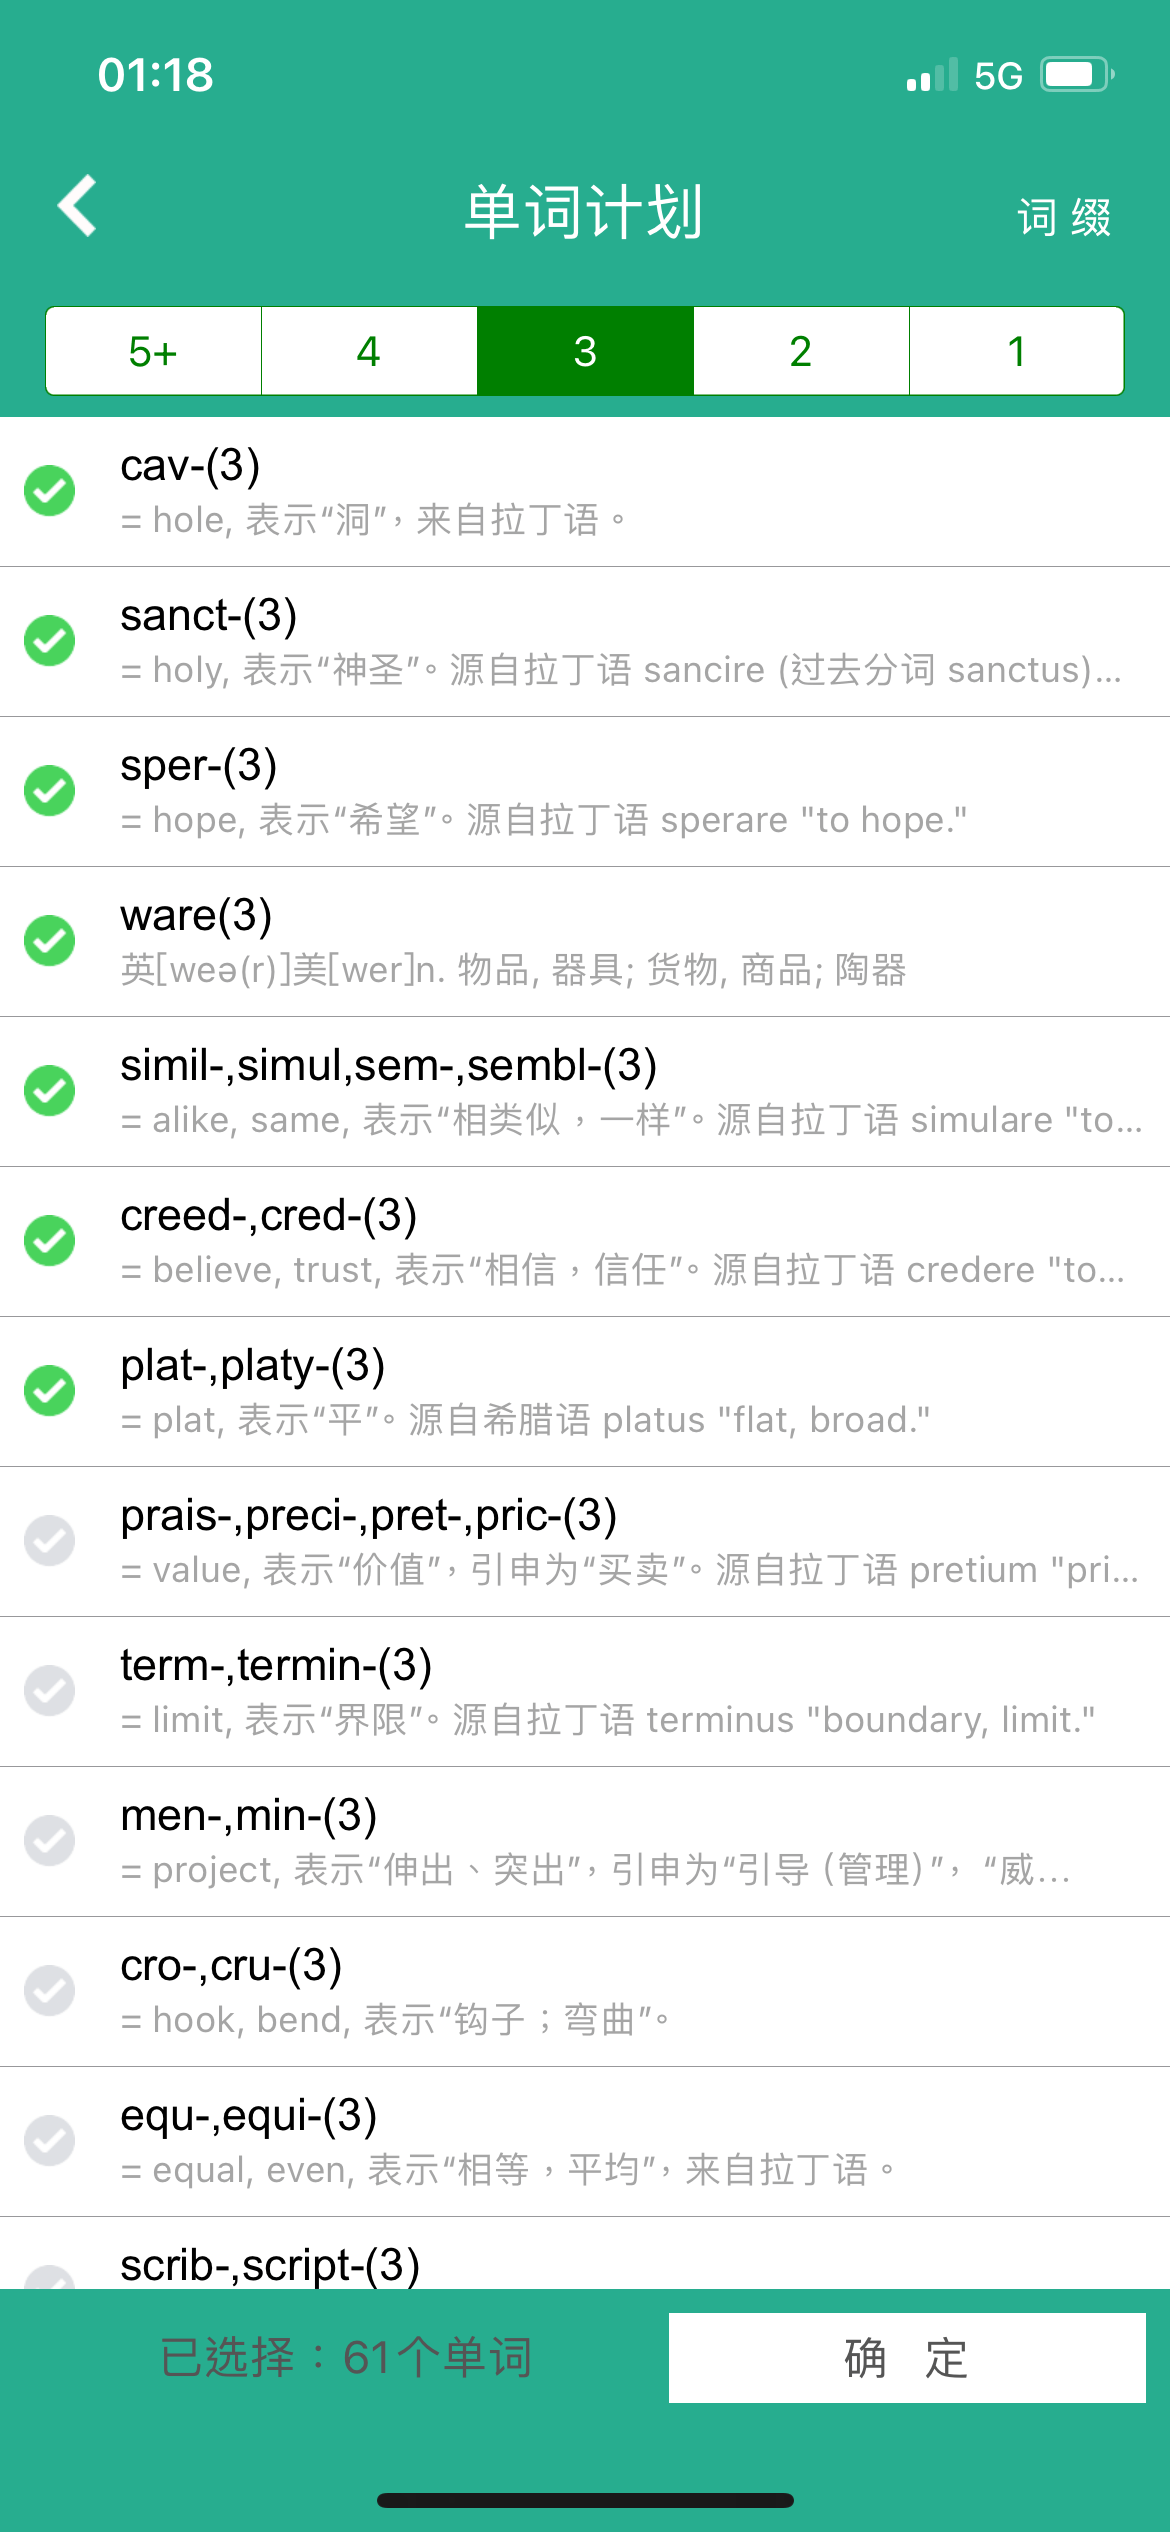 01:18
5G
单词计划
词 缀
5+
4
3
2
1
cav-(3)
= hole, 表示“洞”，来自拉丁语。
sanct-(3)
= holy, 表示“神圣”。源自拉丁语 sancire (过去分词 sanctus)...
sper-(3)
= hope, 表示“希望”。源自拉丁语 sperare "to hope."
ware(3)
英[weə(r)]美[wer]n. 物品, 器具; 货物, 商品; 陶器
simil-,simul,sem-,sembl-(3)
= alike, same, 表示“相类似，一样”。源自拉丁语 simulare "to...
creed-,cred-(3)
= believe, trust, 表示“相信，信任”。源自拉丁语 credere "to...
plat-,platy-(3)
= plat, 表示“平”。源自希腊语 platus "flat, broad."
prais-,preci-,pret-,pric-(3)
= value, 表示“价值”，引申为“买卖”。源自拉丁语 pretium "pri...
term-,termin-(3)
= limit, 表示“界限”。源自拉丁语 terminus "boundary, limit."
men-,min-(3)
= project, 表示“伸出、突出”，引申为“引导（管理）”，“威...
cro-,cru-(3)
= hook, bend, 表示“钩子；弯曲”。
equ-,equi-(3)
= equal, even, 表示“相等，平均”，来自拉丁语。
scrib-,script-(3)
已选择：61个单词
确 定